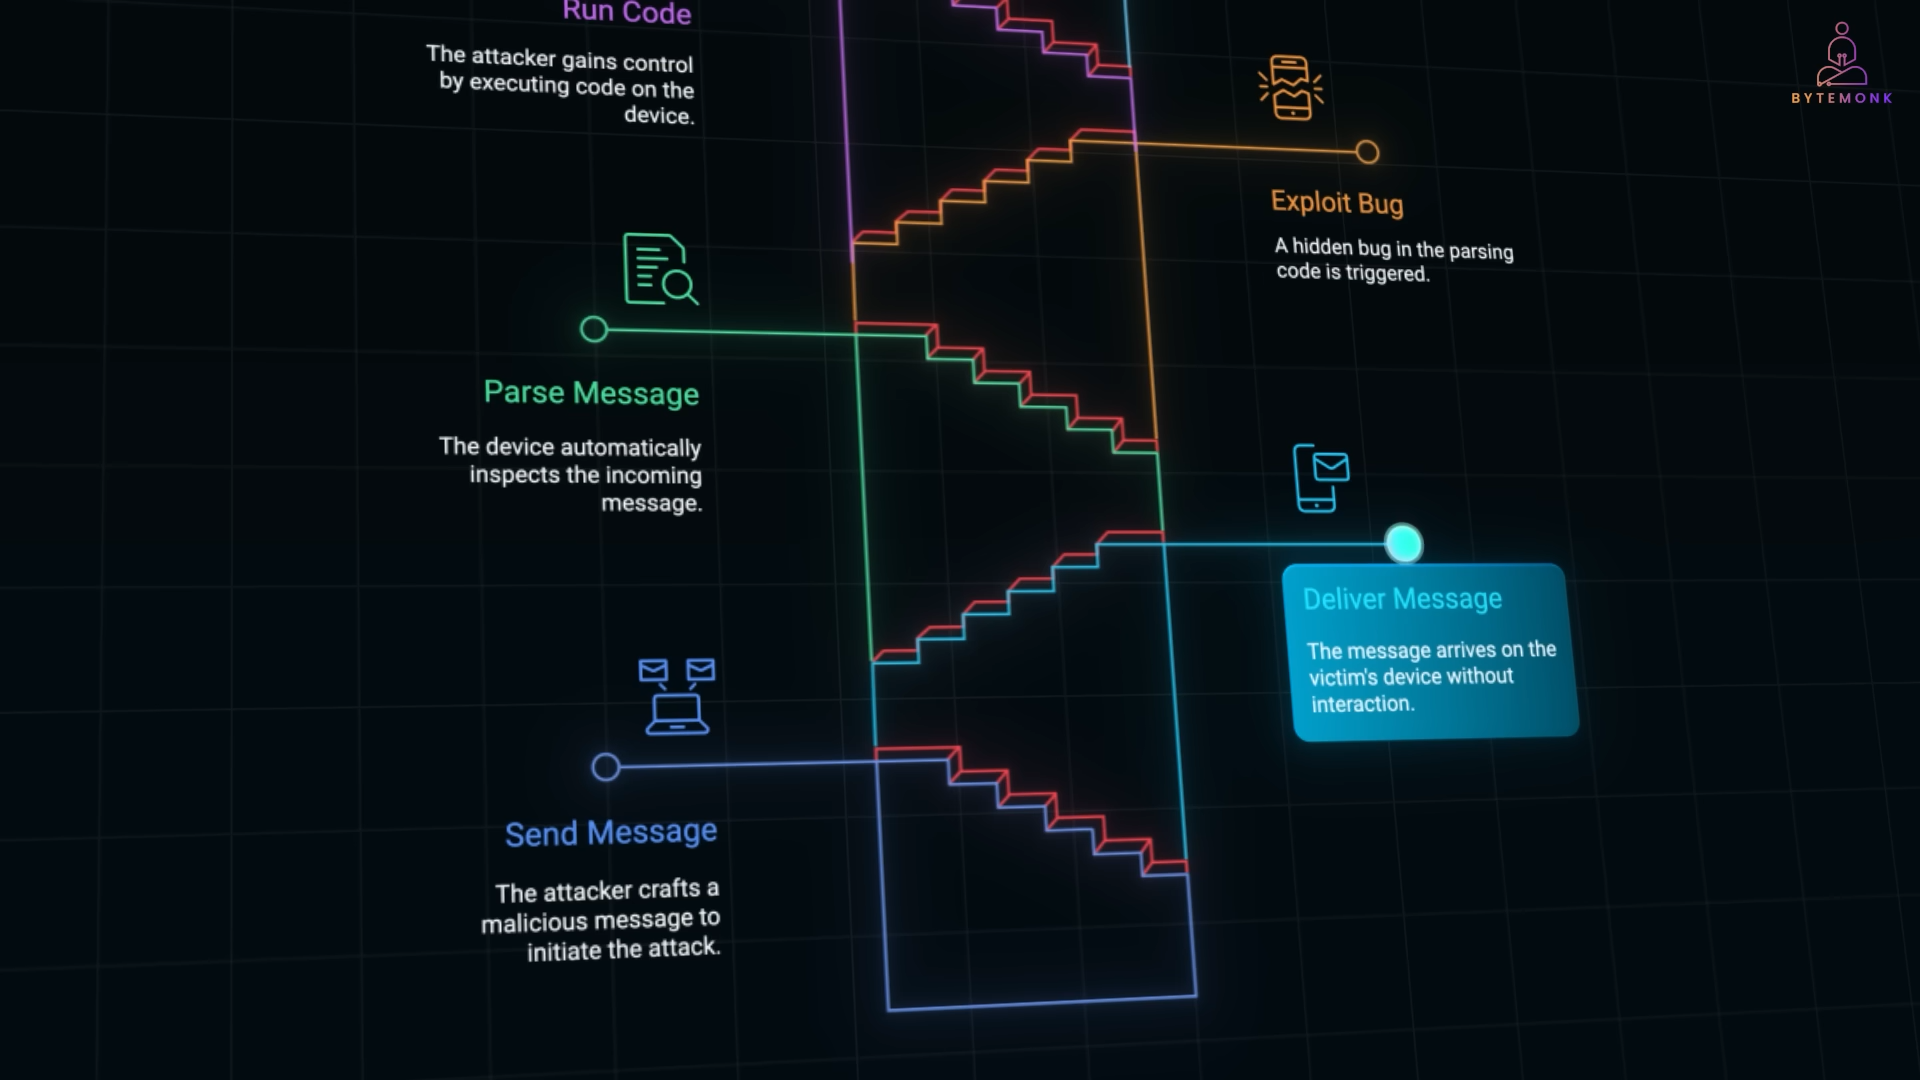 Run Code
The attacker gains control
by executing code on the
device.
BYTEMONK
Exploit Bug
A hidden bug in the parsing
code is triggered.
Parse Message
The device automatically
inspects the incoming
message.
Deliver Message
The message arrives on the
victim's device without
interaction.
Send Message
The attacker crafts a
malicious message to
initiate the attack.